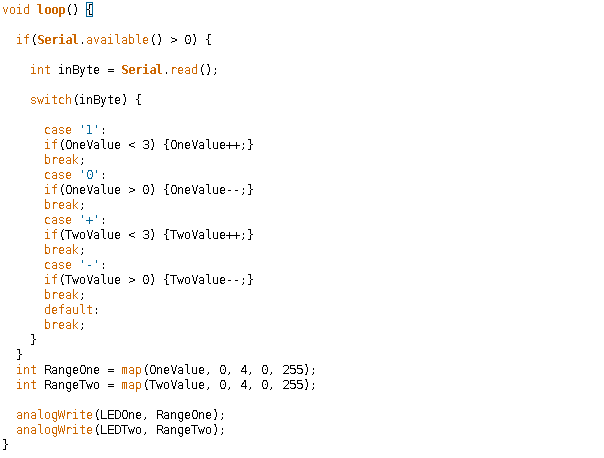 void loop() {
if(Serial.available() > 0) {
int inByte = Serial.read();
switch(inByte) {
case '1':
if(OneValue < 3) {OneValue++;}
break;
case '0':
if(OneValue > 0) {OneValue--;}
break;
case '+':
if(TwoValue < 3) {TwoValue++;}
break;
case '-':
if(TwoValue > 0) {TwoValue--;}
break;
default:
break;
}
}
int RangeOne = map(OneValue, 0, 4, 0, 255);
int RangeTwo = map(TwoValue, 0, 4, 0, 255);
analogWrite(LEDOne, RangeOne);
analogWrite(LEDTwo, RangeTwo);
}